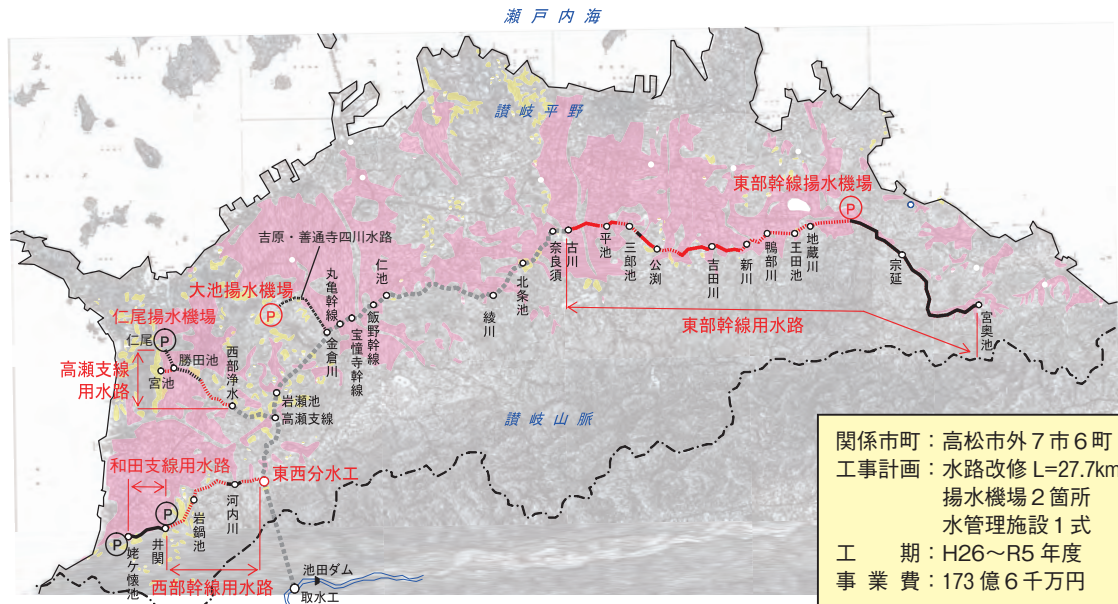 瀬戸内海
讃岐平野
東部幹線揚水機場
P
吉原・善通寺四川水路
大池揚水機場
P
仁尾揚水機場
仁尾
P
勝田池
宮池
高瀬支線
用水路
西部浄水
丸亀幹線
金倉川
宝憧寺幹線
飯野幹線
仁池
岩瀬池
高瀬支線
綾川
北条池
奈良須
古川
平池
三郎池
公渕
吉田川
新川
鴨部川
王田池
地蔵川
宗延
宮奥池
東部幹線用水路
讃岐山脈
和田支線用水路
東西分水工
P
P
姥ケ懐池
井関
岩鍋池
河内川
西部幹線用水路
池田ダム
取水工
関係市町：高松市外7市6町
工事計画：水路改修 L=27.7km
揚水機場2箇所
水管理施設1式
工　　期：H26～R5年度
事 業 費：173億6千万円